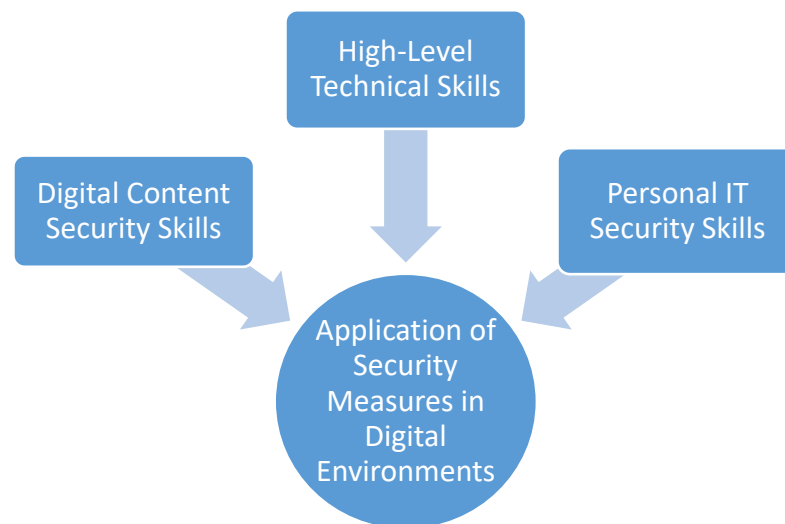 High-Level
Technical Skills
Digital Content
Security Skills
Personal IT
Security Skills
Application of
Security
Measures in
Digital
Environments